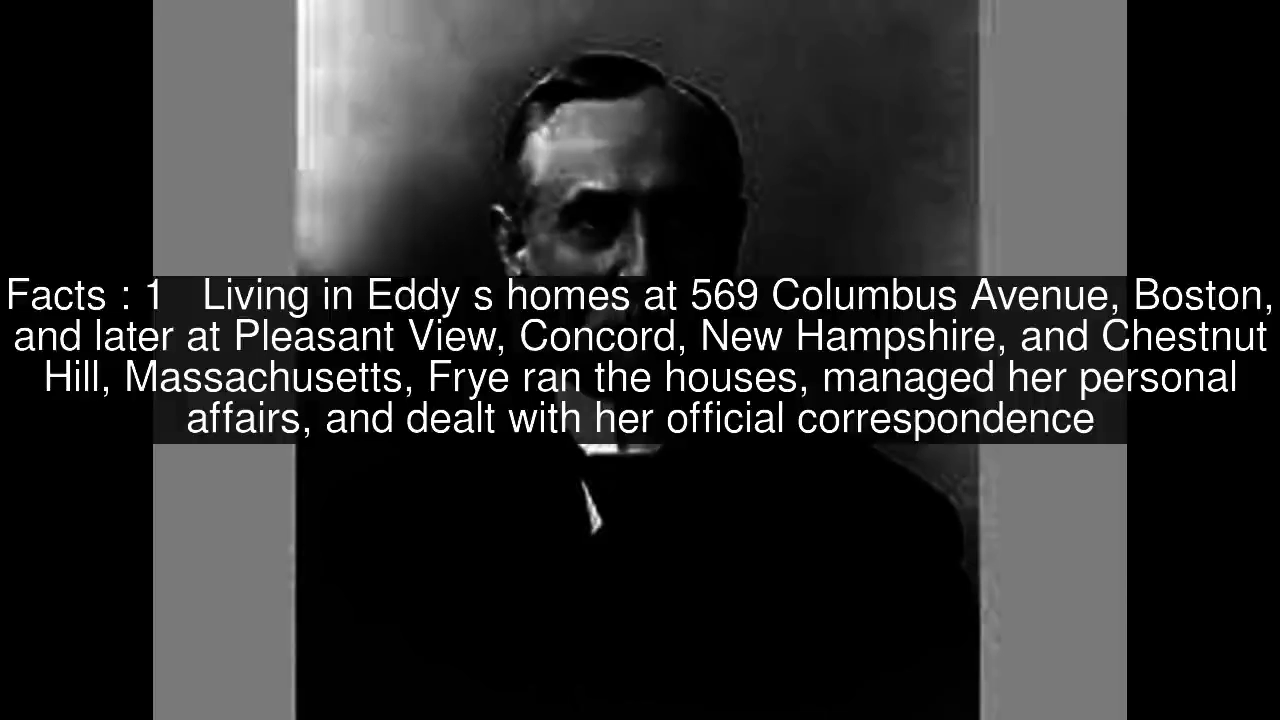 Facts : 1   Living in Eddy s homes at 569 Columbus Avenue, Boston,
and later at Pleasant View, Concord, New Hampshire, and Chestnut
Hill, Massachusetts, Frye ran the houses, managed her personal
affairs, and dealt with her official correspondence